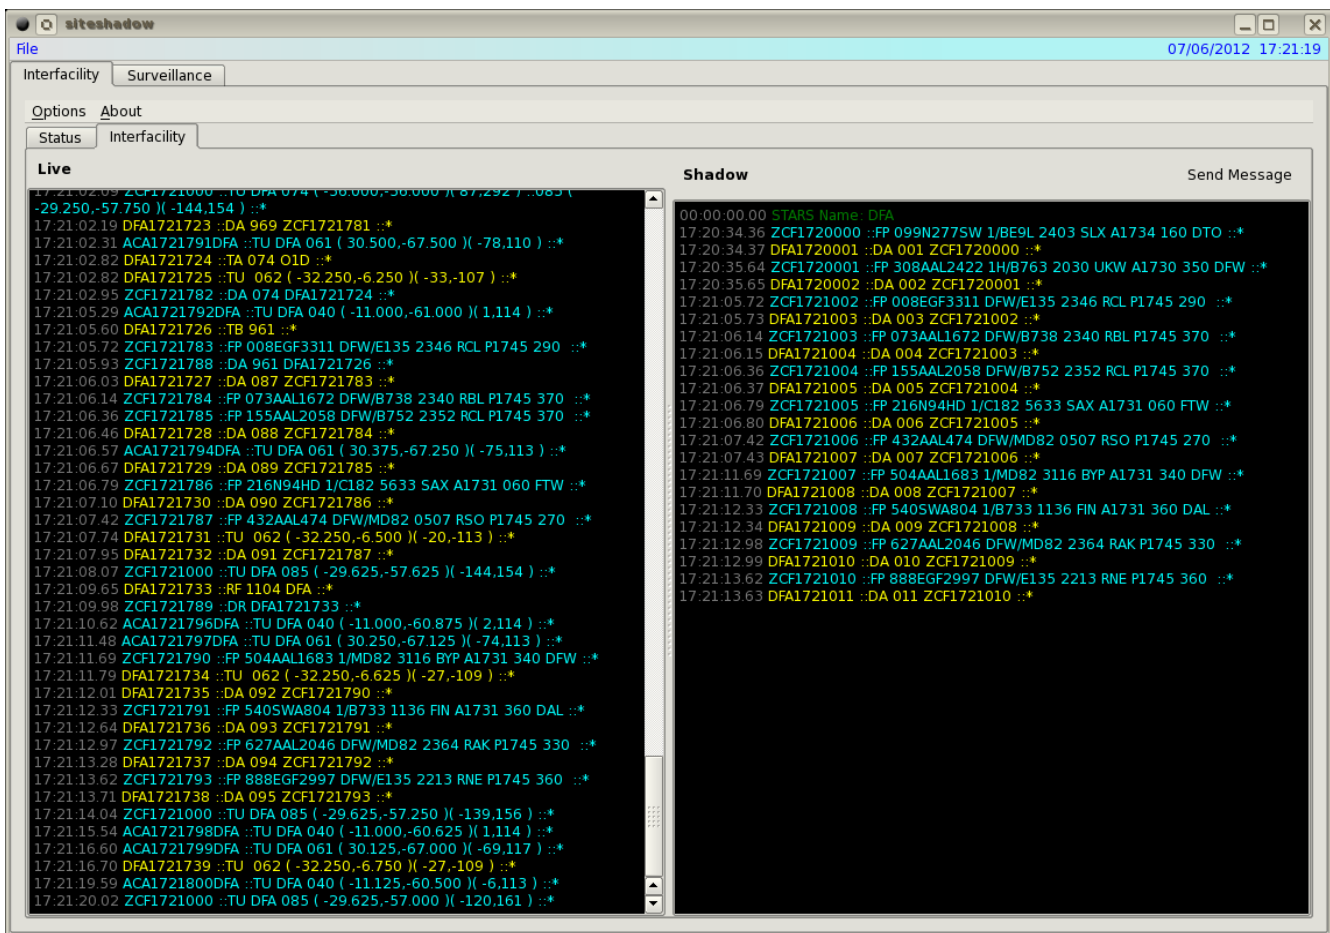 siteshadow
File 07/06/2012 17:21:19
Interfacility Surveillance
Options About
Status Interfacility
Live
17:21:02.09 ZCF1721000 ::TU DFA 074 ( -56.000,-56.000 )( 87,292 ) ::085 (
-29.250,-57.750 )( -144,154 ) ::*
17:21:02.19 DFA1721723 ::DA 969 ZCF1721781 ::*
17:21:02.31 ACA1721791DFA ::TU DFA 061 ( 30.500,-67.500 )( -78,110 ) ::*
17:21:02.82 DFA1721724 ::TA 074 O1D ::*
17:21:02.82 DFA1721725 ::TU 062 ( -32.250,-6.250 )( -33,-107 ) ::*
17:21:02.95 ZCF1721782 ::DA 074 DFA1721724 ::*
17:21:05.29 ACA1721792DFA ::TU DFA 040 ( -11.000,-61.000 )( 1,114 ) ::*
17:21:05.60 DFA1721726 ::TB 961 ::*
17:21:05.72 ZCF1721783 ::FP 008EGF3311 DFW/E135 2346 RCL P1745 290 ::*
17:21:05.93 ZCF1721788 ::DA 961 DFA1721726 ::*
17:21:06.03 DFA1721727 ::DA 087 ZCF1721783 ::*
17:21:06.14 ZCF1721784 ::FP 073AAL1672 DFW/B738 2340 RBL P1745 370 ::*
17:21:06.36 ZCF1721785 ::FP 155AAL2058 DFW/B752 2352 RCL P1745 370 ::*
17:21:06.46 DFA1721728 ::DA 088 ZCF1721784 ::*
17:21:06.57 ACA1721794DFA ::TU DFA 061 ( 30.375,-67.250 )( -75,113 ) ::*
17:21:06.67 DFA1721729 ::DA 089 ZCF1721785 ::*
17:21:06.79 ZCF1721786 ::FP 216N94HD 1/C182 5633 SAX A1731 060 FTW ::*
17:21:07.10 DFA1721730 ::DA 090 ZCF1721786 ::*
17:21:07.42 ZCF1721787 ::FP 432AAL474 DFW/MD82 0507 RSO P1745 270 ::*
17:21:07.74 DFA1721731 ::TU 062 ( -32.250,-6.500 )( -20,-113 ) ::*
17:21:07.95 DFA1721732 ::DA 091 ZCF1721787 ::*
17:21:08.07 ZCF1721000 ::TU DFA 085 ( -29.625,-57.625 )( -144,154 ) ::*
17:21:09.65 DFA1721733 ::RF 1104 DFA ::*
17:21:09.98 ZCF1721789 ::DR DFA1721733 ::*
17:21:10.62 ACA1721796DFA ::TU DFA 040 ( -11.000,-60.875 )( 2,114 ) ::*
17:21:11.48 ACA1721797DFA ::TU DFA 061 ( 30.250,-67.125 )( -74,113 ) ::*
17:21:11.69 ZCF1721790 ::FP 504AAL1683 1/MD82 3116 BYP A1731 340 DFW ::*
17:21:11.79 DFA1721734 ::TU 062 ( -32.250,-6.625 )( -27,-109 ) ::*
17:21:12.01 DFA1721735 ::DA 092 ZCF1721790 ::*
17:21:12.33 ZCF1721791 ::FP 540SWA804 1/B733 1136 FIN A1731 360 DAL ::*
17:21:12.64 DFA1721736 ::DA 093 ZCF1721791 ::*
17:21:12.97 ZCF1721792 ::FP 627AAL2046 DFW/MD82 2364 RAK P1745 330 ::*
17:21:13.28 DFA1721737 ::DA 094 ZCF1721792 ::*
17:21:13.62 ZCF1721793 ::FP 888EGF2997 DFW/E135 2213 RNE P1745 360 ::*
17:21:13.71 DFA1721738 ::DA 095 ZCF1721793 ::*
17:21:14.04 ZCF1721000 ::TU DFA 085 ( -29.625,-57.250 )( -139,156 ) ::*
17:21:15.54 ACA1721798DFA ::TU DFA 040 ( -11.000,-60.625 )( 1,114 ) ::*
17:21:16.60 ACA1721799DFA ::TU DFA 061 ( 30.125,-67.000 )( -69,117 ) ::*
17:21:16.70 DFA1721739 ::TU 062 ( -32.250,-6.750 )( -27,-109 ) ::*
17:21:19.59 ACA1721800DFA ::TU DFA 040 ( -11.125,-60.500 )( -6,113 ) ::*
17:21:20.02 ZCF1721000 ::TU DFA 085 ( -29.625,-57.000 )( -120,161 ) ::*
Shadow Send Message
00:00:00.00 STARS Name: DFA
17:20:34.36 ZCF1720000 ::FP 099N277SW 1/BE9L 2403 SLX A1734 160 DTO ::*
17:20:34.37 DFA1720001 ::DA 001 ZCF1720000 ::*
17:20:35.64 ZCF1720001 ::FP 308AAL2422 1H/B763 2030 UKW A1730 350 DFW ::*
17:20:35.65 DFA1720002 ::DA 002 ZCF1720001 ::*
17:21:05.72 ZCF1721002 ::FP 008EGF3311 DFW/E135 2346 RCL P1745 290 ::*
17:21:05.73 DFA1721003 ::DA 003 ZCF1721002 ::*
17:21:06.14 ZCF1721003 ::FP 073AAL1672 DFW/B738 2340 RBL P1745 370 ::*
17:21:06.15 DFA1721004 ::DA 004 ZCF1721003 ::*
17:21:06.36 ZCF1721004 ::FP 155AAL2058 DFW/B752 2352 RCL P1745 370 ::*
17:21:06.37 DFA1721005 ::DA 005 ZCF1721004 ::*
17:21:06.79 ZCF1721005 ::FP 216N94HD 1/C182 5633 SAX A1731 060 FTW ::*
17:21:06.80 DFA1721006 ::DA 006 ZCF1721005 ::*
17:21:07.42 ZCF1721006 ::FP 432AAL474 DFW/MD82 0507 RSO P1745 270 ::*
17:21:07.43 DFA1721007 ::DA 007 ZCF1721006 ::*
17:21:11.69 ZCF1721007 ::FP 504AAL1683 1/MD82 3116 BYP A1731 340 DFW ::*
17:21:11.70 DFA1721008 ::DA 008 ZCF1721007 ::*
17:21:12.33 ZCF1721008 ::FP 540SWA804 1/B733 1136 FIN A1731 360 DAL ::*
17:21:12.34 DFA1721009 ::DA 009 ZCF1721008 ::*
17:21:12.98 ZCF1721009 ::FP 627AAL2046 DFW/MD82 2364 RAK P1745 330 ::*
17:21:12.99 DFA1721010 ::DA 010 ZCF1721009 ::*
17:21:13.62 ZCF1721010 ::FP 888EGF2997 DFW/E135 2213 RNE P1745 360 ::*
17:21:13.63 DFA1721011 ::DA 011 ZCF1721010 ::*